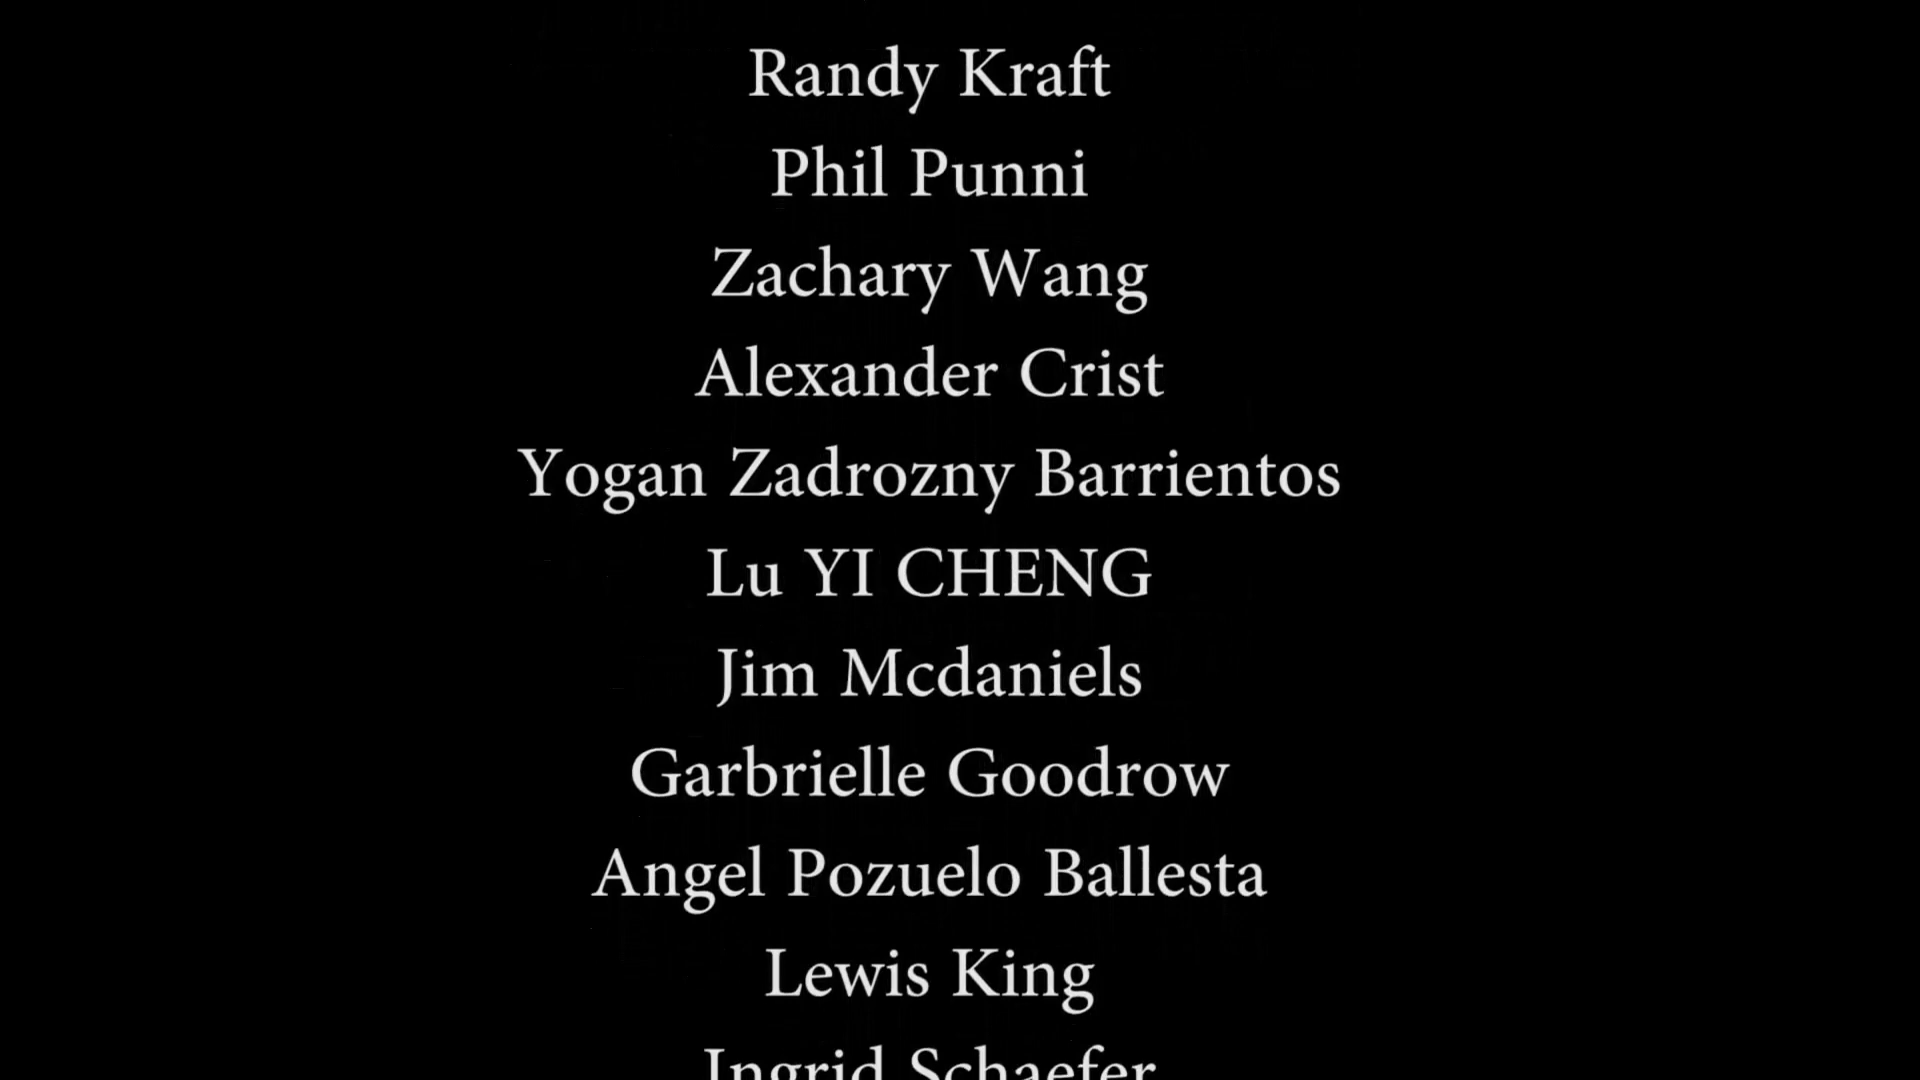 Randy Kraft
Phil Punni
Zachary Wang
Alexander Crist
Yogan Zadrozny Barrientos
Lu YI CHENG
Jim Mcdaniels
Garbrielle Goodrow
Angel Pozuelo Ballesta
Lewis King
Ingrid Schaefer